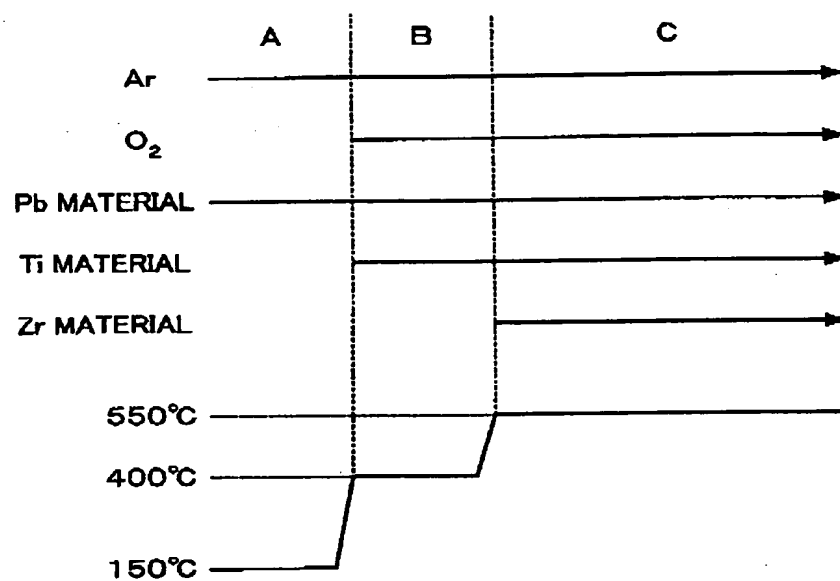 A B C
Ar
O₂
Pb MATERIAL
Ti MATERIAL
Zr MATERIAL
550°C
400°C
150°C